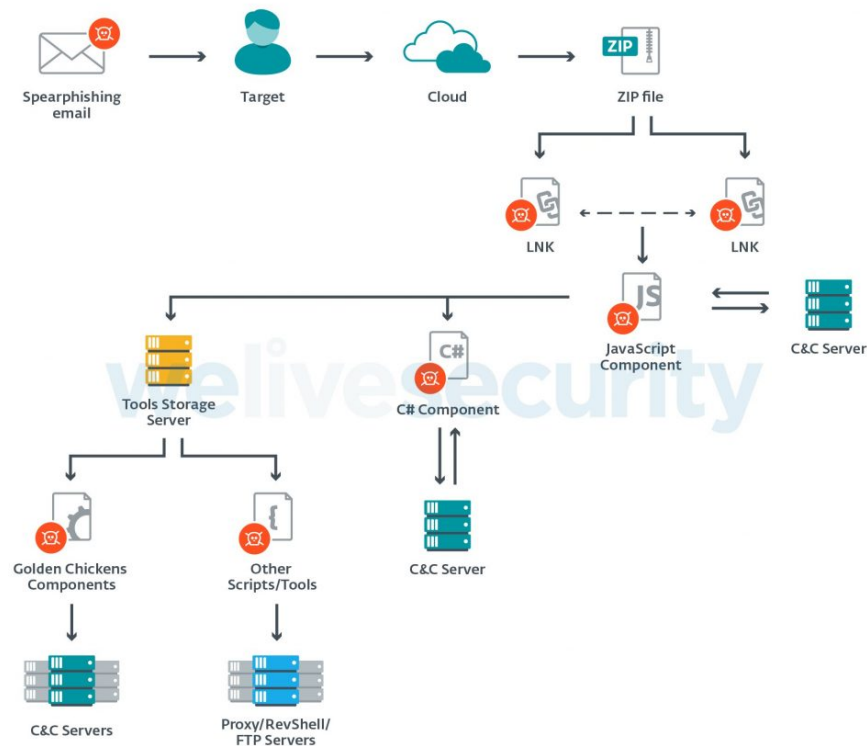 Spearphishing
email
Target
Cloud
ZIP
ZIP file
LNK
LNK
JS
JavaScript
Component
C&C Server
Tools Storage
Server
C#
C# Component
welivesecurity
C&C Server
Golden Chickens
Components
{
Other
Scripts/Tools
C&C Servers
Proxy/RevShell/
FTP Servers